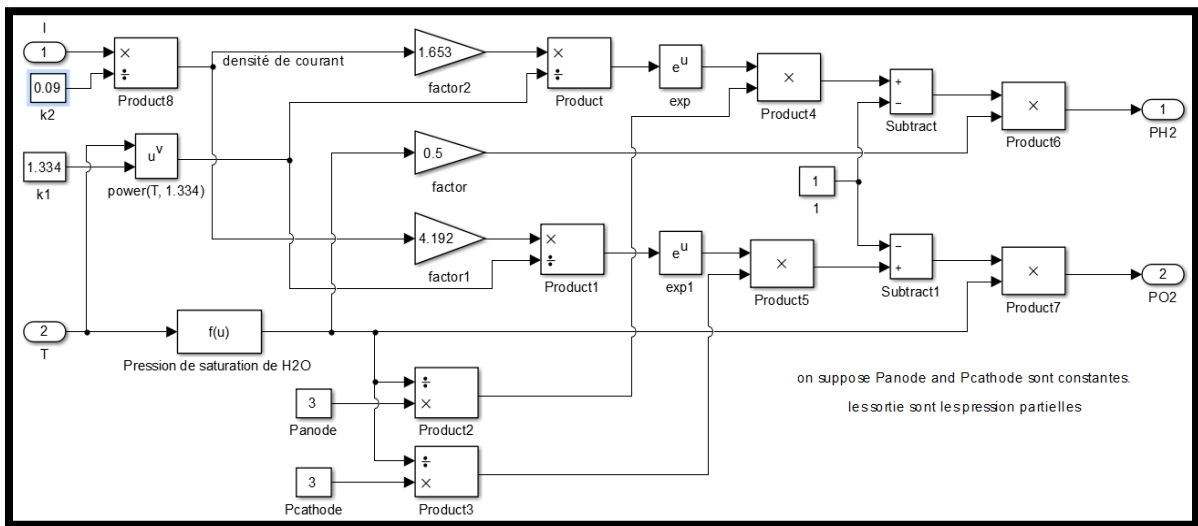 I
1
0.09
k2
×
÷
Product8
densité de courant
1.653
factor2
×
÷
Product
e^u
exp
×
Product4
+
−
Subtract
×
Product6
1
PH2
1.334
k1
u^v
power(T, 1.334)
0.5
factor
1
1
4.192
factor1
×
÷
Product1
e^u
exp1
×
Product5
−
+
Subtract1
×
Product7
2
PO2
2
T
f(u)
Pression de saturation de H2O
3
Panode
÷
×
Product2
3
Pcathode
÷
×
Product3
on suppose Panode and Pcathode sont constantes.
les sortie sont les pression partielles